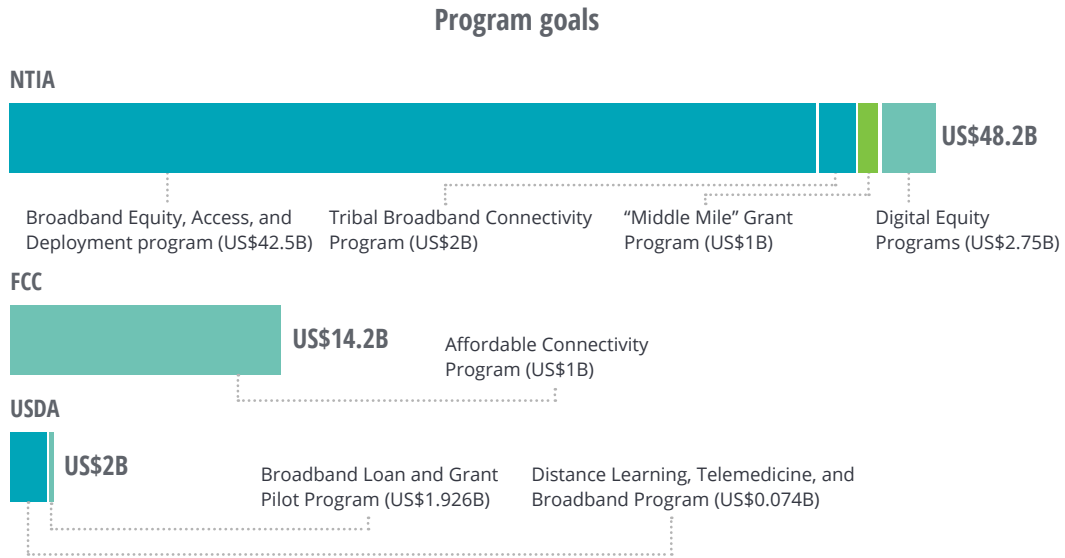 Program goals
NTIA
US$48.2B
Broadband Equity, Access, and
Deployment program (US$42.5B)
Tribal Broadband Connectivity
Program (US$2B)
“Middle Mile” Grant
Program (US$1B)
Digital Equity
Programs (US$2.75B)
FCC
US$14.2B
Affordable Connectivity
Program (US$1B)
USDA
US$2B
Broadband Loan and Grant
Pilot Program (US$1.926B)
Distance Learning, Telemedicine, and
Broadband Program (US$0.074B)